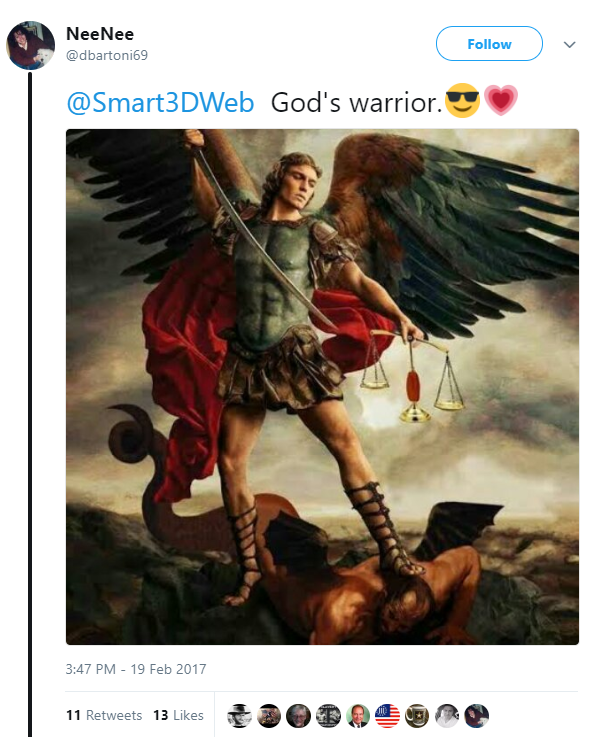 NeeNee
@dbartoni69
Follow
@Smart3DWeb God's warrior.😎💗
3:47 PM - 19 Feb 2017
11 Retweets 13 Likes